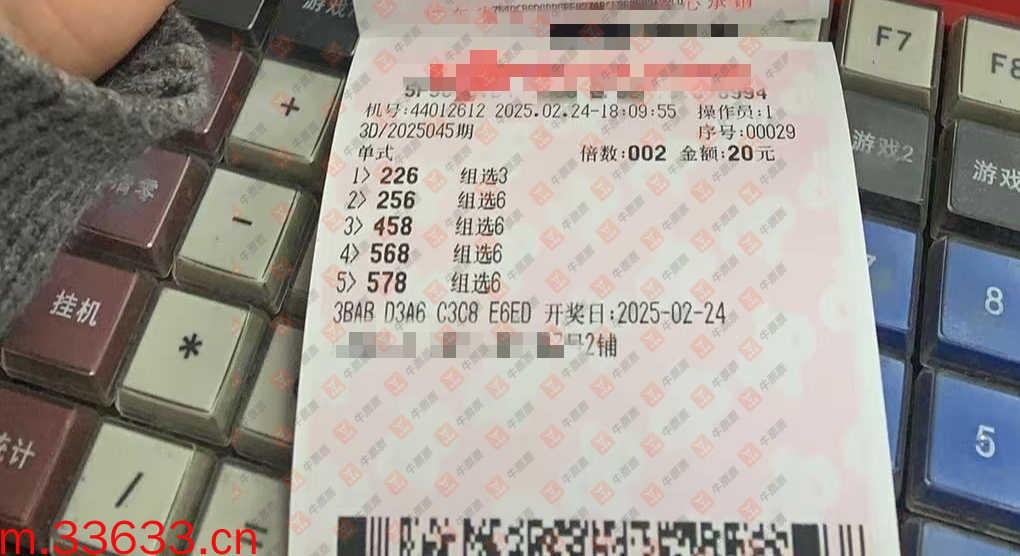 机号:44012612 2025.02.24-18:09:55 操作员:1
3D/2025045期 序号:00029
单式 倍数:002 金额:20元
1> 226 组选3
2> 256 组选6
3> 458 组选6
4> 568 组选6
5> 578 组选6
3BAB D3A6 C3C8 E6ED 开奖日:2025-02-24
号2铺
F7
F8
+
游戏2
游戏
-
挂机
*
8
统计
/
5
m.33633.cn